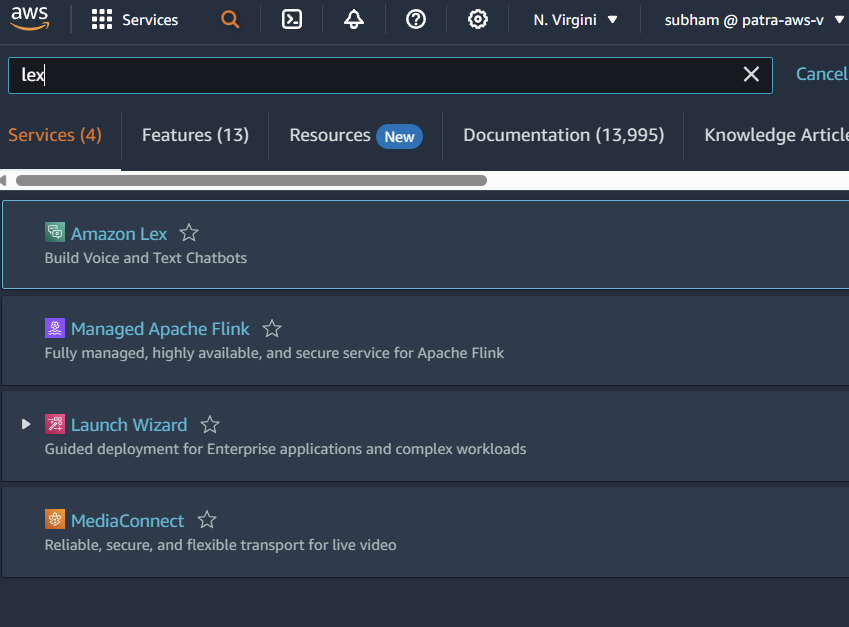 aws
Services
N. Virgini
subham @ patra-aws-v
lex
Cancel
Services (4)
Features (13)
Resources New
Documentation (13,995)
Knowledge Article
Amazon Lex
Build Voice and Text Chatbots
Managed Apache Flink
Fully managed, highly available, and secure service for Apache Flink
Launch Wizard
Guided deployment for Enterprise applications and complex workloads
MediaConnect
Reliable, secure, and flexible transport for live video